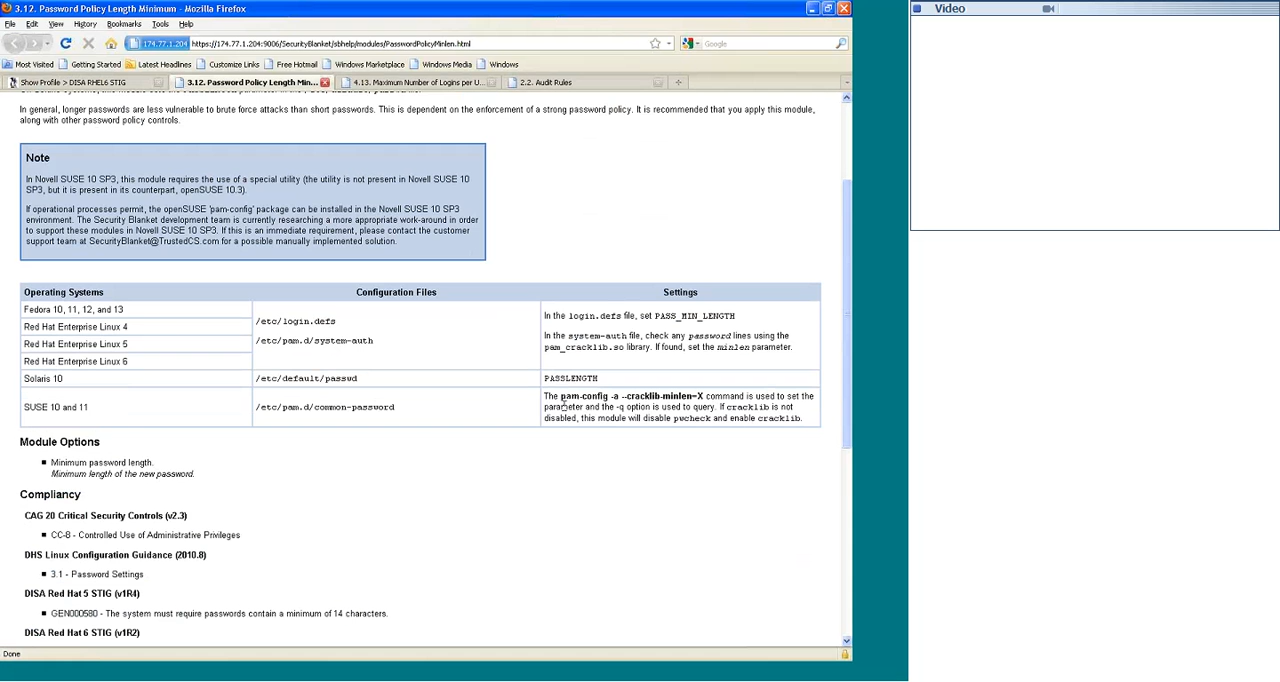 3.12. Password Policy Length Minimum - Mozilla Firefox
File Edit View History Bookmarks Tools Help
174.77.1.204 https://174.77.1.204:9006/SecurityBlanket/sbhelp/modules/PasswordPolicyMinlen.html
Google
Most Visited Getting Started Latest Headlines Customize Links Free Hotmail Windows Marketplace Windows Media Windows
Show Profile > DISA RHEL6 STIG 3.12. Password Policy Length Min... 4.13. Maximum Number of Logins per U... 2.2. Audit Rules
In general, longer passwords are less vulnerable to brute force attacks than short passwords. This is dependent on the enforcement of a strong password policy. It is recommended that you apply this module,
along with other password policy controls.
Note
In Novell SUSE 10 SP3, this module requires the use of a special utility (the utility is not present in Novell SUSE 10
SP3, but it is present in its counterpart, openSUSE 10.3).
If operational processes permit, the openSUSE 'pam-config' package can be installed in the Novell SUSE 10 SP3
environment. The Security Blanket development team is currently researching a more appropriate work-around in order
to support these modules in Novell SUSE 10 SP3. If this is an immediate requirement, please contact the customer
support team at SecurityBlanket@TrustedCS.com for a possible manually implemented solution.
Operating Systems Configuration Files Settings
Fedora 10, 11, 12, and 13
Red Hat Enterprise Linux 4
Red Hat Enterprise Linux 5
Red Hat Enterprise Linux 6
/etc/login.defs
/etc/pam.d/system-auth
In the login.defs file, set PASS_MIN_LENGTH
In the system-auth file, check any password lines using the
pam_cracklib.so library. If found, set the minlen parameter.
Solaris 10 /etc/default/passwd PASSLENGTH
SUSE 10 and 11 /etc/pam.d/common-password
The pam-config -a --cracklib-minlen=X command is used to set the
parameter and the -q option is used to query. If cracklib is not
disabled, this module will disable pwcheck and enable cracklib.
Module Options
Minimum password length.
Minimum length of the new password.
Compliancy
CAG 20 Critical Security Controls (v2.3)
CC-8 - Controlled Use of Administrative Privileges
DHS Linux Configuration Guidance (2010.8)
3.1 - Password Settings
DISA Red Hat 5 STIG (v1R4)
GEN000580 - The system must require passwords contain a minimum of 14 characters.
DISA Red Hat 6 STIG (v1R2)
Done
Video